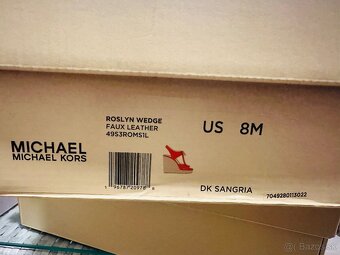 ROSLYN WEDGE
FAUX LEATHER
49S3ROMS1L
US 8M
MICHAEL
MICHAEL KORS
DK SANGRIA
7049280113022